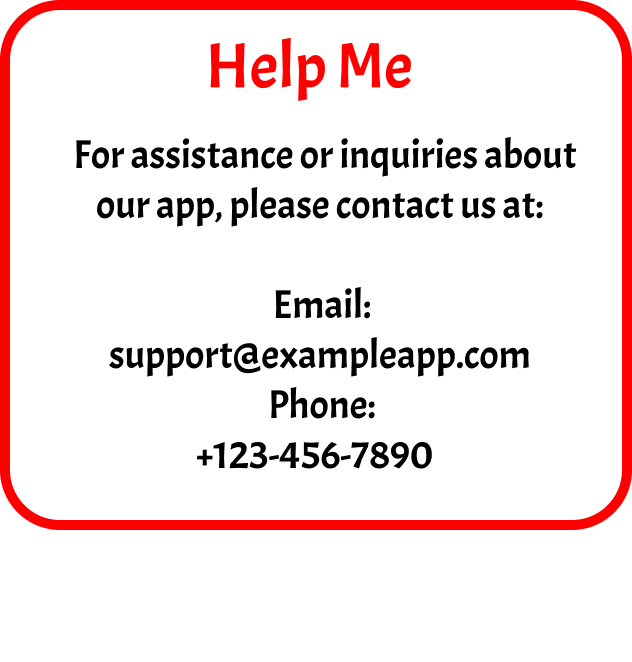 Help Me
For assistance or inquiries about
our app, please contact us at:
Email:
support@exampleapp.com
Phone:
+123-456-7890